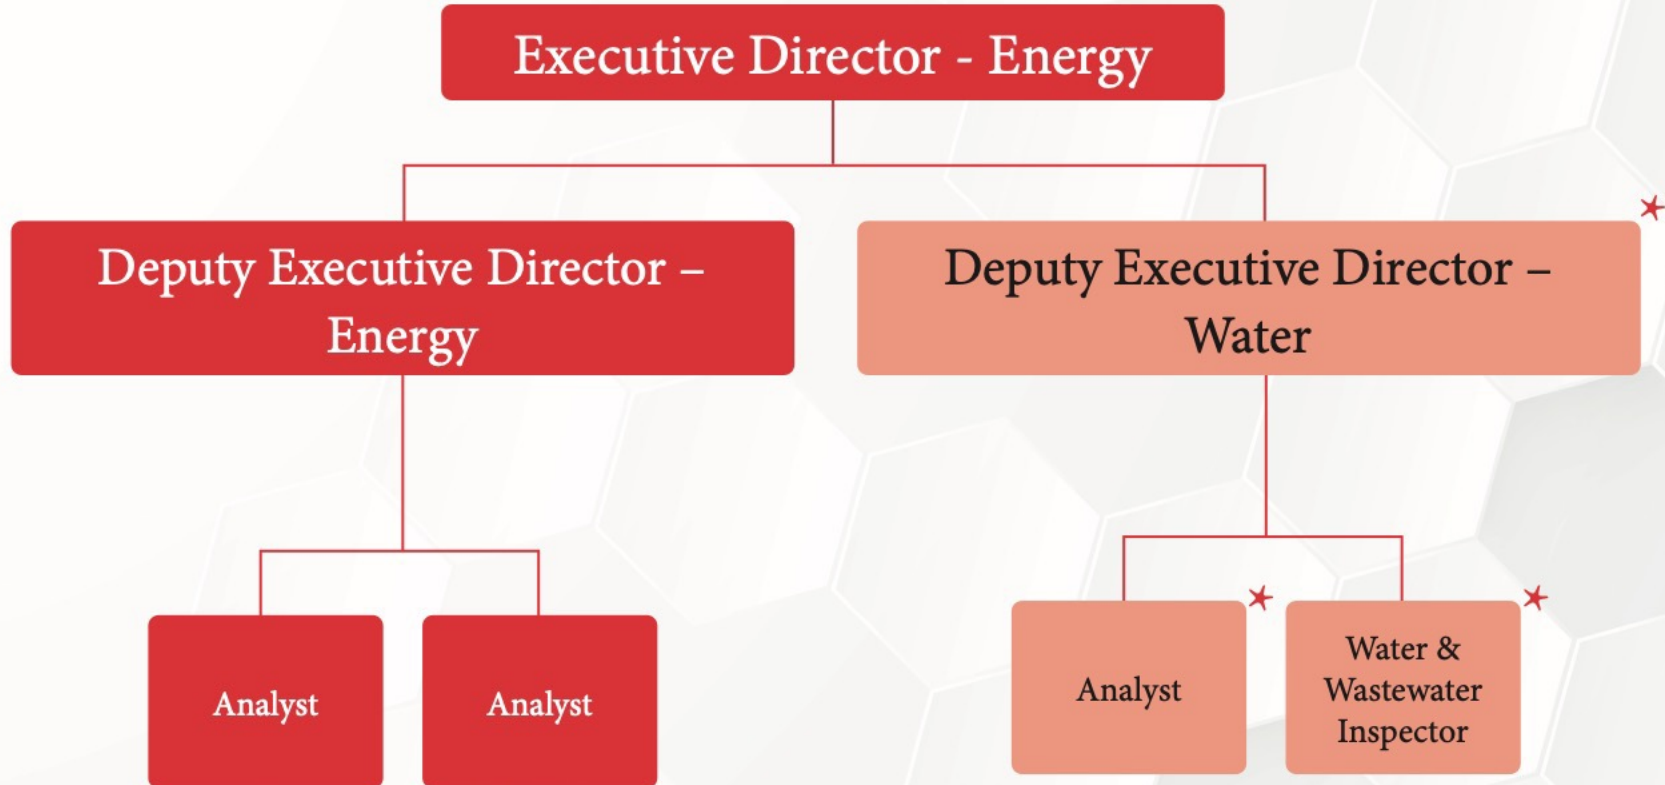 Executive Director - Energy
Deputy Executive Director –
Energy
Deputy Executive Director –
Water
Analyst
Analyst
Analyst
Water &
Wastewater
Inspector